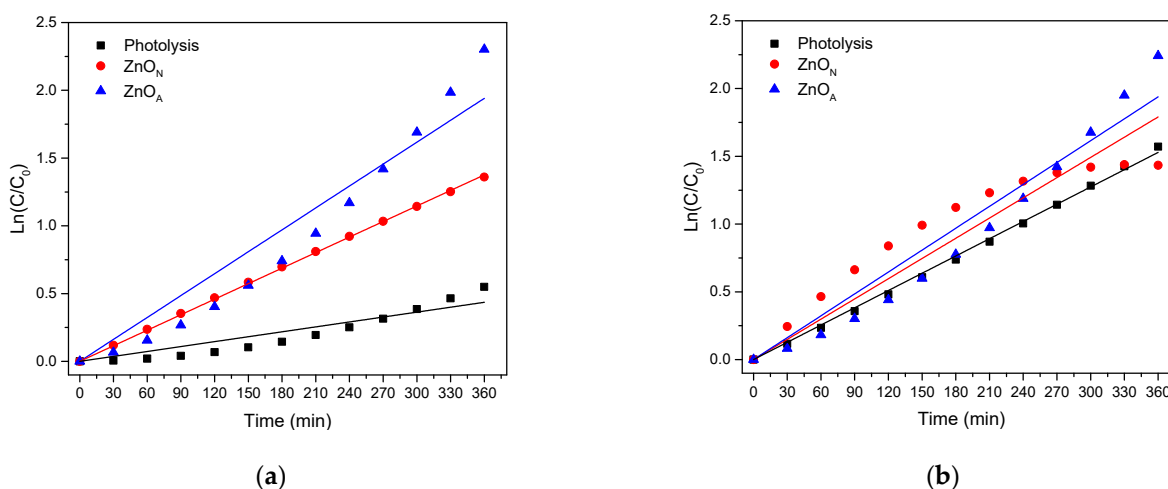 2.5
2.0
1.5
1.0
0.5
0.0
Ln(C/C₀)
Photolysis
ZnO_N
ZnO_A
0 30 60 90 120 150 180 210 240 270 300 330 360
Time (min)
(a)
2.5
2.0
1.5
1.0
0.5
0.0
Ln(C/C₀)
Photolysis
ZnO_N
ZnO_A
0 30 60 90 120 150 180 210 240 270 300 330 360
Time (min)
(b)